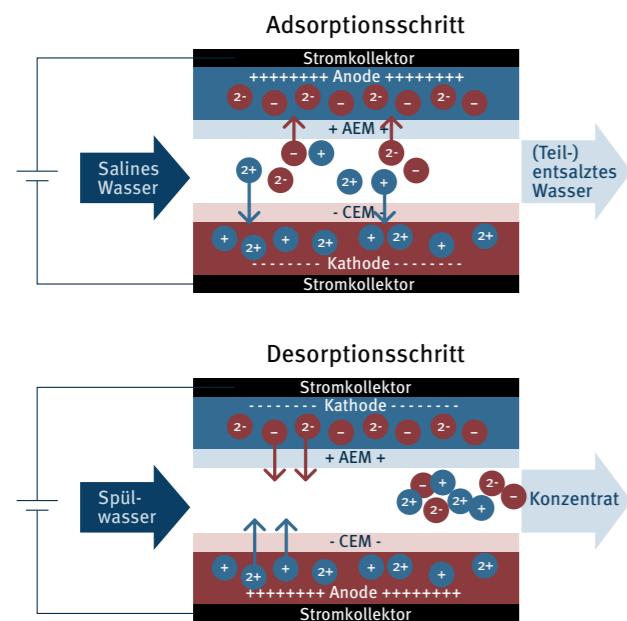 Adsorptionsschritt
Stromkollektor
++++++++ Anode ++++++++
2- – 2- – 2- – 2- –
+ AEM +
Salines
Wasser
– + 2- 2+ 2- 2+ + –
(Teil-)
entsalztes
Wasser
- CEM -
+ 2+ + 2+ + 2+ + 2+
-------- Kathode --------
Stromkollektor
Desorptionsschritt
Stromkollektor
-------- Kathode --------
2- – 2- – 2- – 2- –
+ AEM +
Spül-
wasser
– + 2- 2+ 2+ – 2- +
Konzentrat
- CEM -
+ 2+ + 2+ + 2+ + 2+
++++++++ Anode ++++++++
Stromkollektor